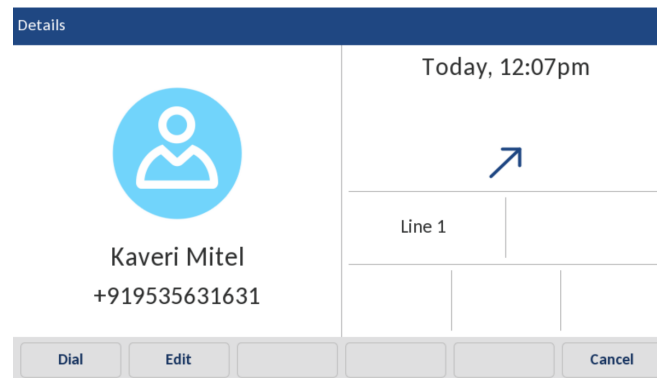 Details
Today, 12:07pm
Kaveri Mitel
+919535631631
Line 1
Dial
Edit
Cancel